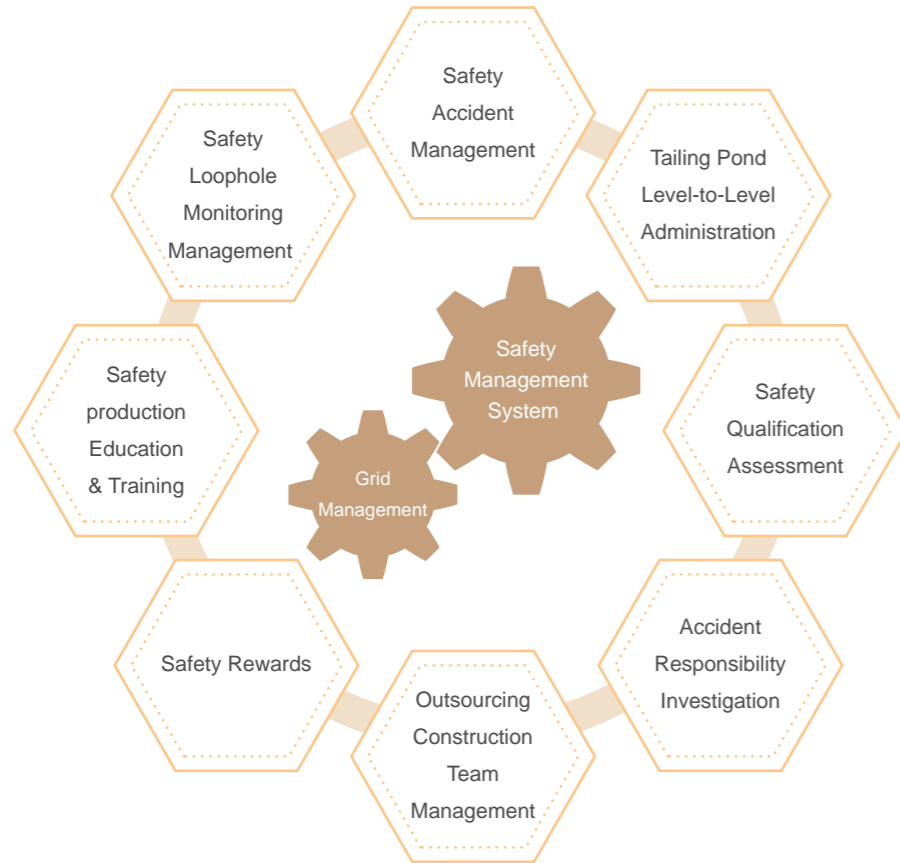 Safety
Accident
Management
Tailing Pond
Level-to-Level
Administration
Safety
Qualification
Assessment
Accident
Responsibility
Investigation
Outsourcing
Construction
Team
Management
Safety Rewards
Safety
production
Education
& Training
Safety
Loophole
Monitoring
Management
Safety
Management
System
Grid
Management